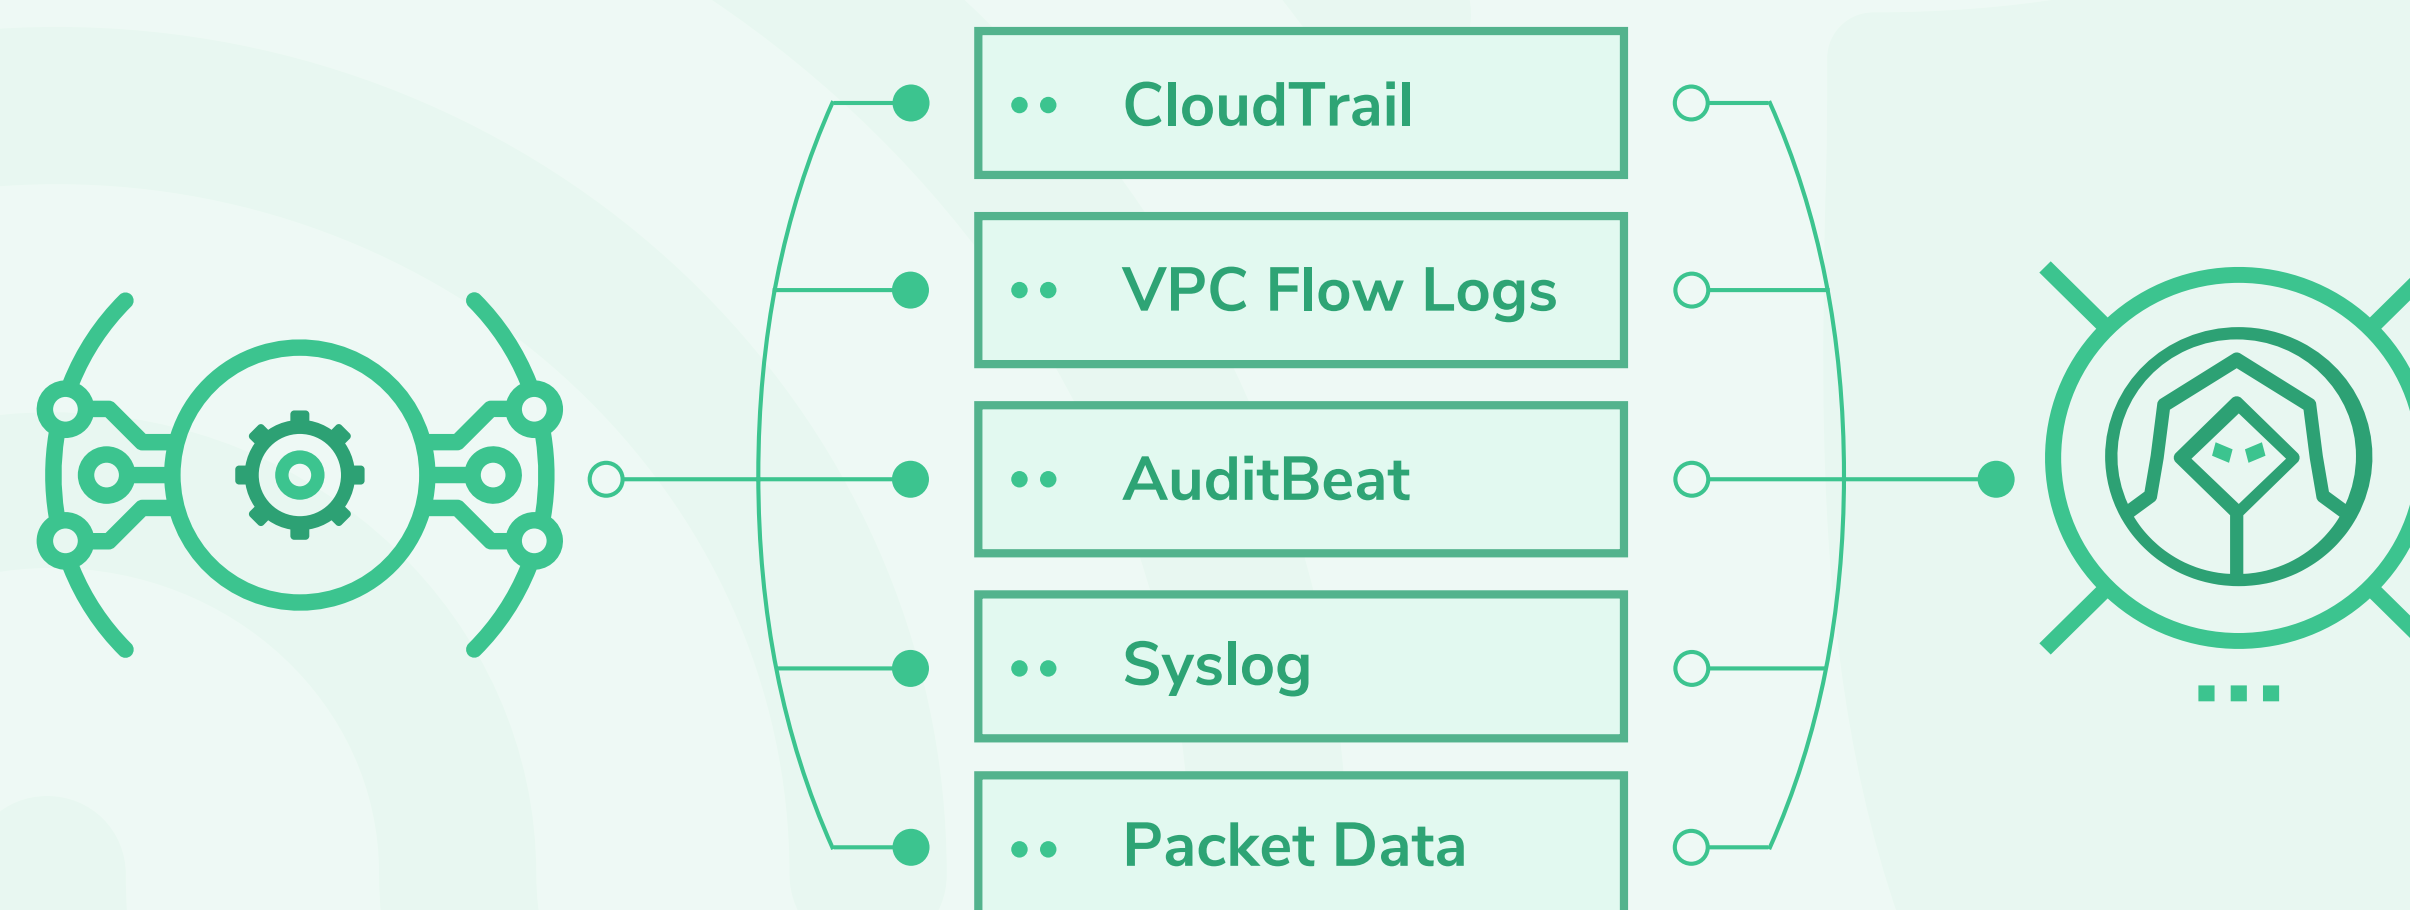 CloudTrail
VPC Flow Logs
AuditBeat
Syslog
Packet Data